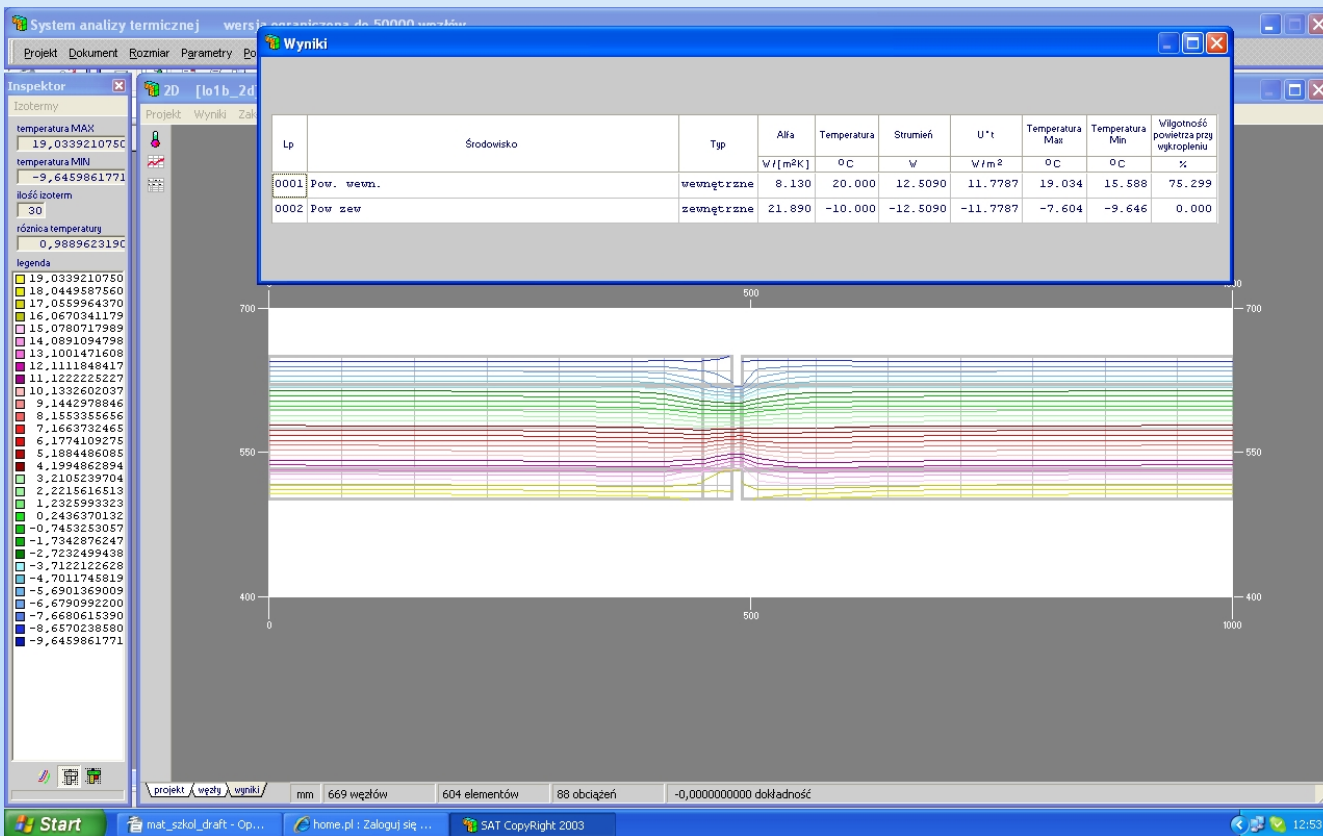 System analizy termicznej wersja ograniczona do 50000 węzłów
Projekt Dokument Rozmiar Parametry
Wyniki
Lp Środowisko Typ Alfa Temperatura Strumień U*t Temperatura Max Temperatura Min Wilgotność powietrza przy wykropleniu
W/[m²K] °C W W/m² °C °C %
0001 Pow. wewn. wewnętrzne 8.130 20.000 12.5090 11.7787 19.034 15.588 75.299
0002 Pow zew zewnętrzne 21.890 -10.000 -12.5090 -11.7787 -7.604 -9.646 0.000
Inspektor
Izotermy
temperatura MAX
19,033921075
temperatura MIN
-9,6459861771
ilość izoterm
30
róznica temperatury
0,988962319
legenda
19,0339210750
18,0449587560
17,0559964370
16,0670341179
15,0780717989
14,0891094798
13,1001471608
12,1111848417
11,1222225227
10,1332602037
9,1442978846
8,1553355656
7,1663732465
6,1774109275
5,1884486085
4,1994862894
3,2105239704
2,2215616513
1,2325993323
0,2436370132
-0,7453253057
-1,7342876247
-2,7232499438
-3,7122122628
-4,7011745819
-5,6901369009
-6,6790992200
-7,6680615390
-8,6570238580
-9,6459861771
2D [lo1b_2d
Projekt Wyniki
500
700 700
550 550
400 400
0 500 1000
projekt węzły wyniki
mm 669 węzłów 604 elementów 88 obciążeń -0,0000000000 dokładność
Start mat_szkol_draft - Op... home.pl : Zaloguj się ... SAT CopyRight 2003 12:53